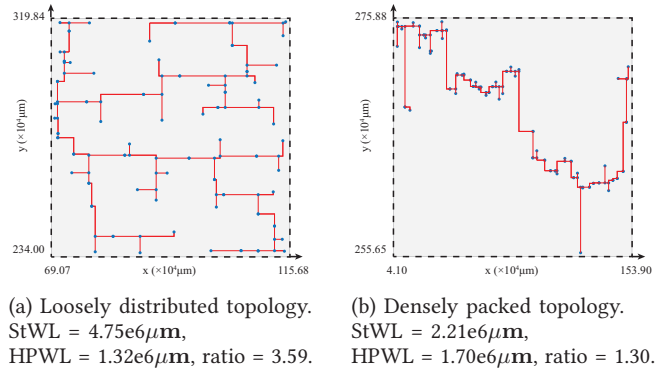 319.84
y (×10⁴μm)
234.00
69.07
x (×10⁴μm)
115.68
275.88
y (×10⁴μm)
255.65
4.10
x (×10⁴μm)
153.90
(a) Loosely distributed topology.
StWL = 4.75e6μm,
HPWL = 1.32e6μm, ratio = 3.59.
(b) Densely packed topology.
StWL = 2.21e6μm,
HPWL = 1.70e6μm, ratio = 1.30.